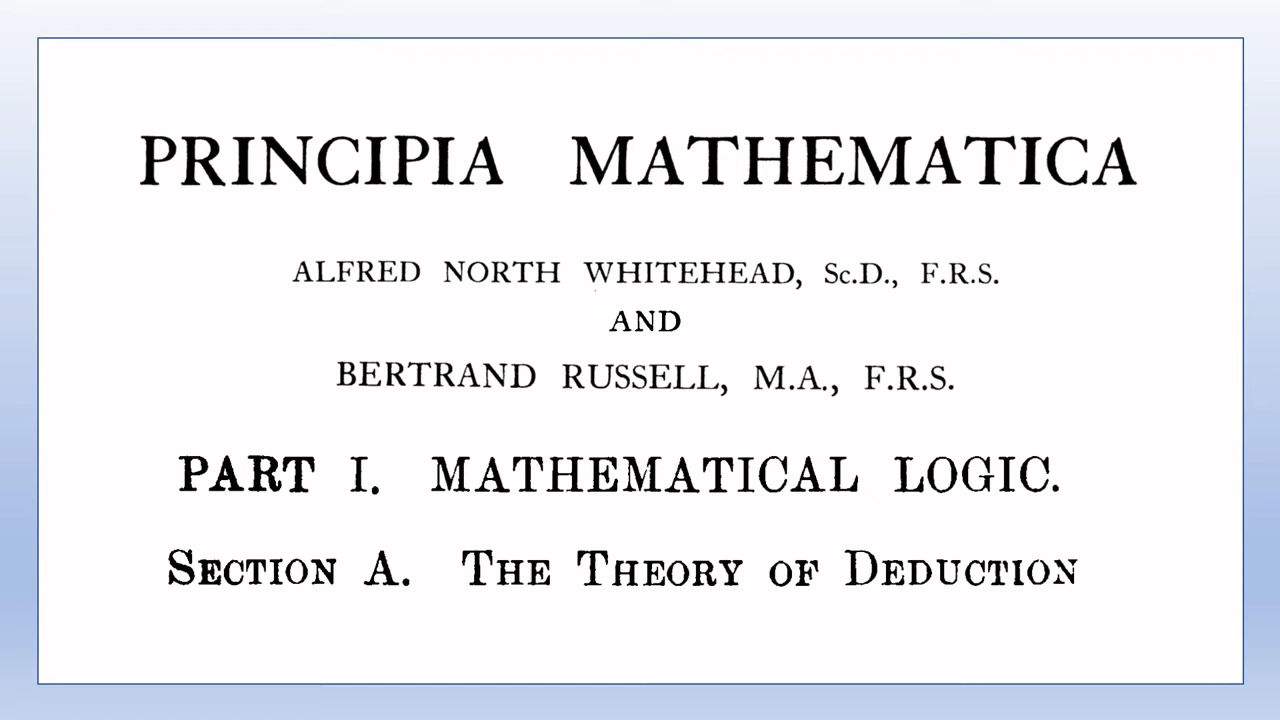 PRINCIPIA MATHEMATICA
ALFRED NORTH WHITEHEAD, Sc.D., F.R.S.
AND
BERTRAND RUSSELL, M.A., F.R.S.
PART I. MATHEMATICAL LOGIC.
SECTION A. THE THEORY OF DEDUCTION